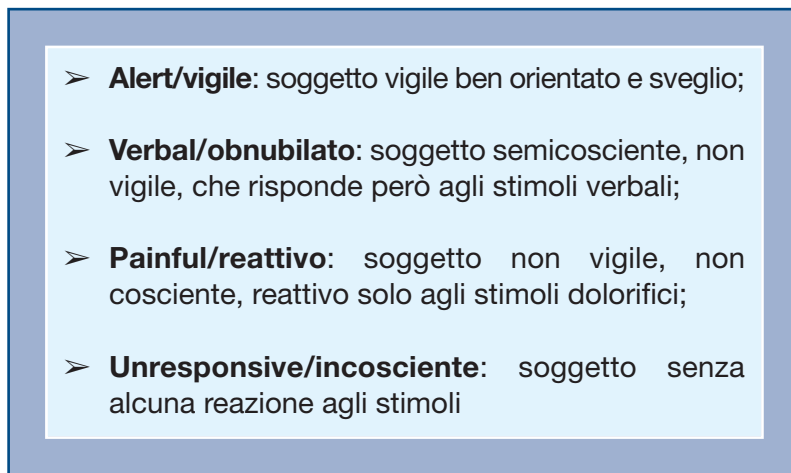 ➢ Alert/vigile: soggetto vigile ben orientato e sveglio;
➢ Verbal/obnubilato: soggetto semicosciente, non
vigile, che risponde però agli stimoli verbali;
➢ Painful/reattivo: soggetto non vigile, non
cosciente, reattivo solo agli stimoli dolorifici;
➢ Unresponsive/incosciente: soggetto senza
alcuna reazione agli stimoli